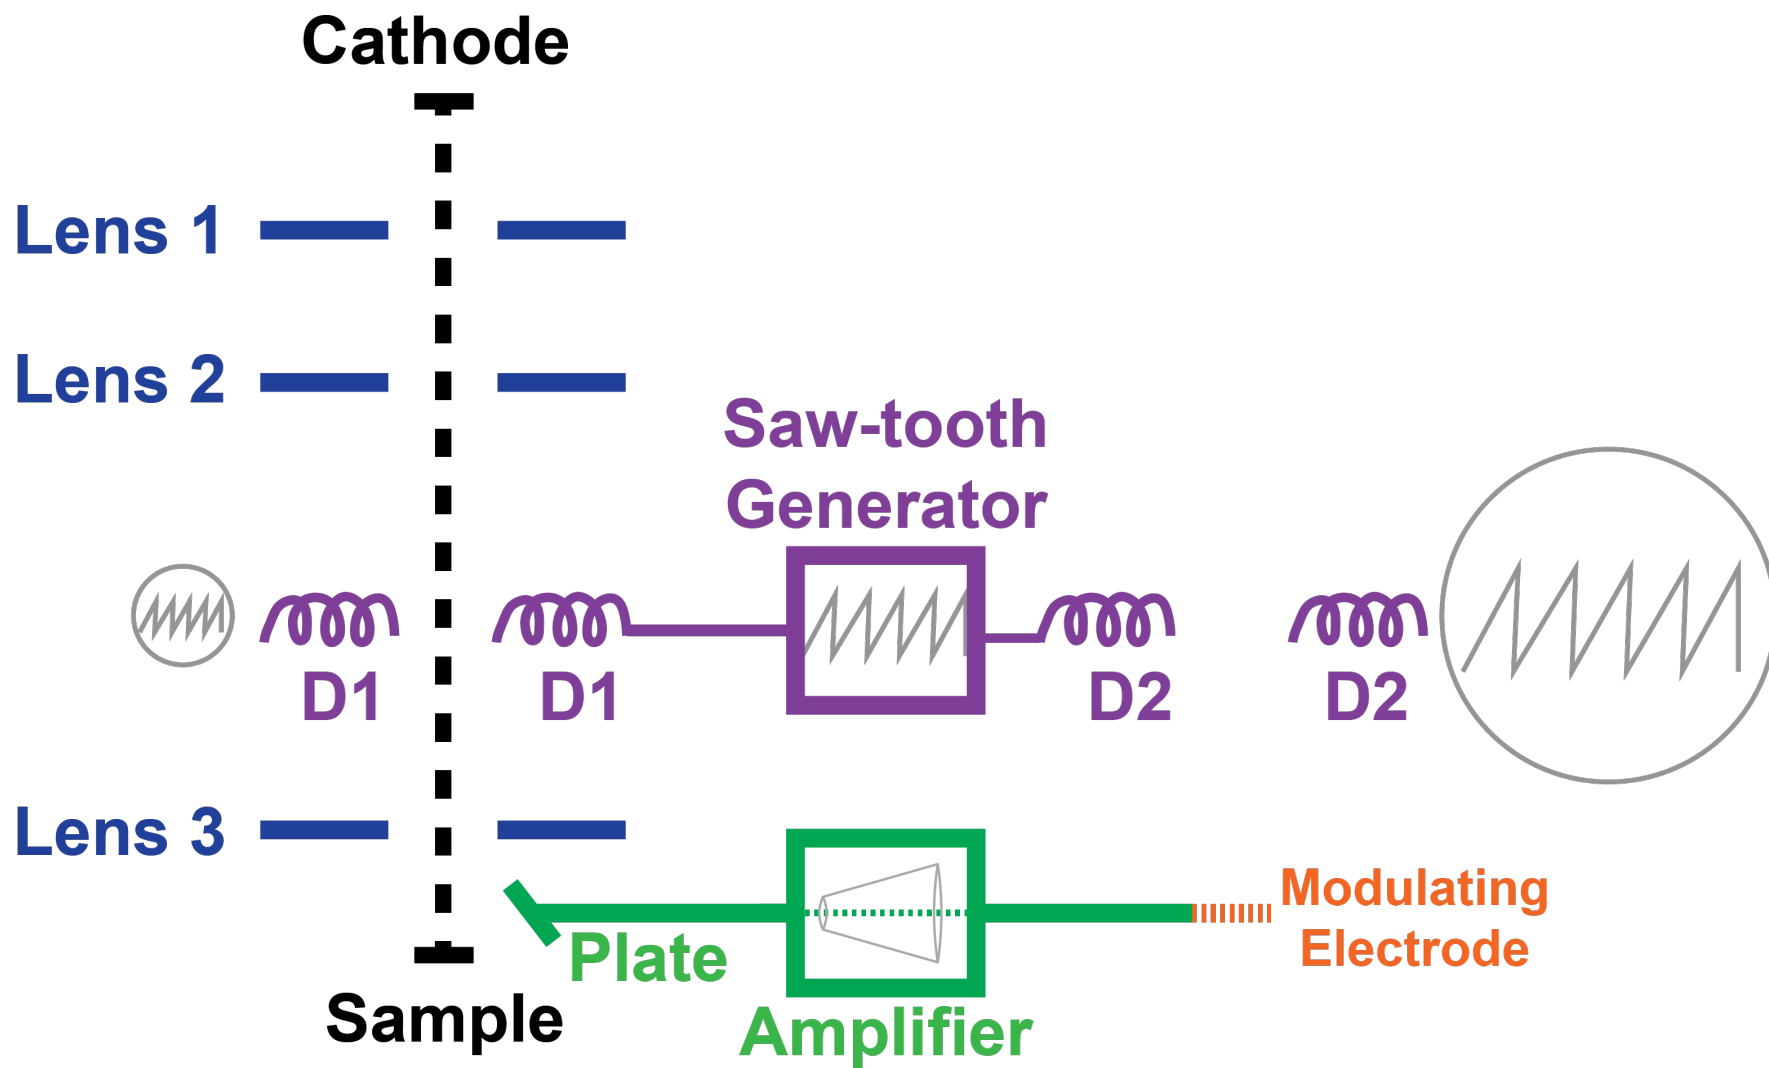 Cathode
Lens 1
Lens 2
Saw-tooth
Generator
D1
D1
D2
D2
Lens 3
Modulating
Electrode
Plate
Sample
Amplifier